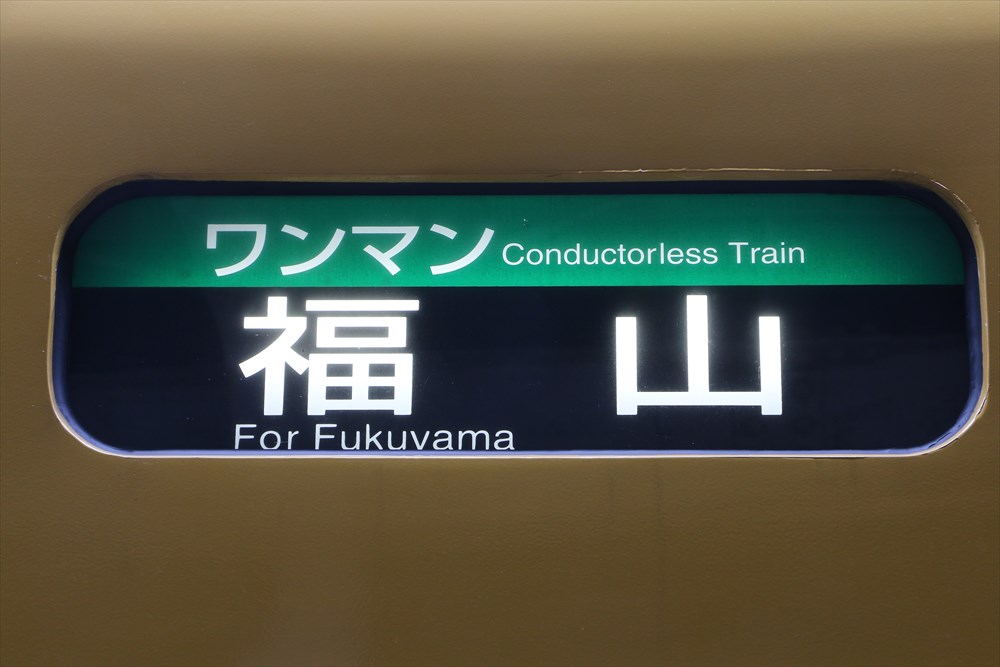 ワンマン Conductorless Train
福山
For Fukuyama